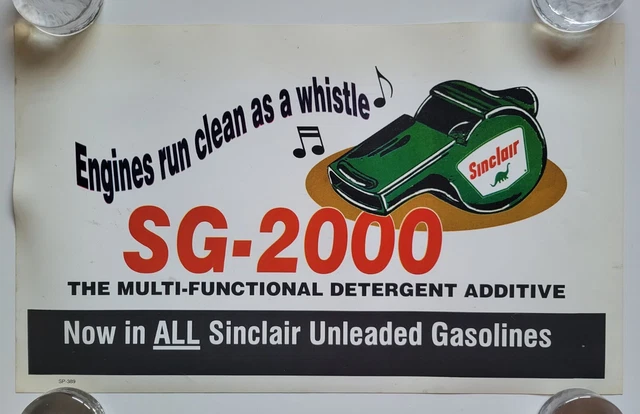 Engines run clean as a whistle
Sinclair
SG-2000
THE MULTI-FUNCTIONAL DETERGENT ADDITIVE
Now in ALL Sinclair Unleaded Gasolines